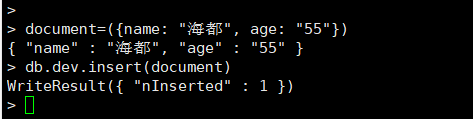 >
> document=({name: "海都", age: "55"})
{ "name" : "海都", "age" : "55" }
> db.dev.insert(document)
WriteResult({ "nInserted" : 1 })
>